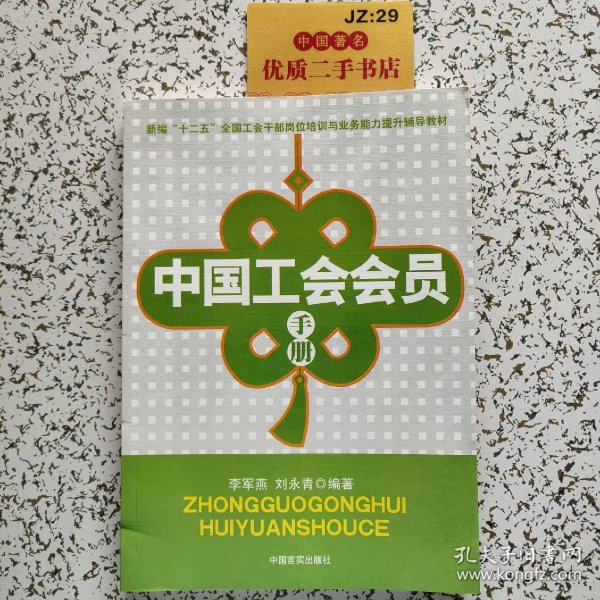 JZ:29
中国著名
优质二手书店
新编“十二五”全国工会干部岗位培训与业务能力提升辅导教材
中国工会会员
手册
李军燕 刘永青◎编著
ZHONGGUOGONGHUI
HUIYUANSHOUCE
中国言实出版社
孔夫子旧书网
www.kongfz.com